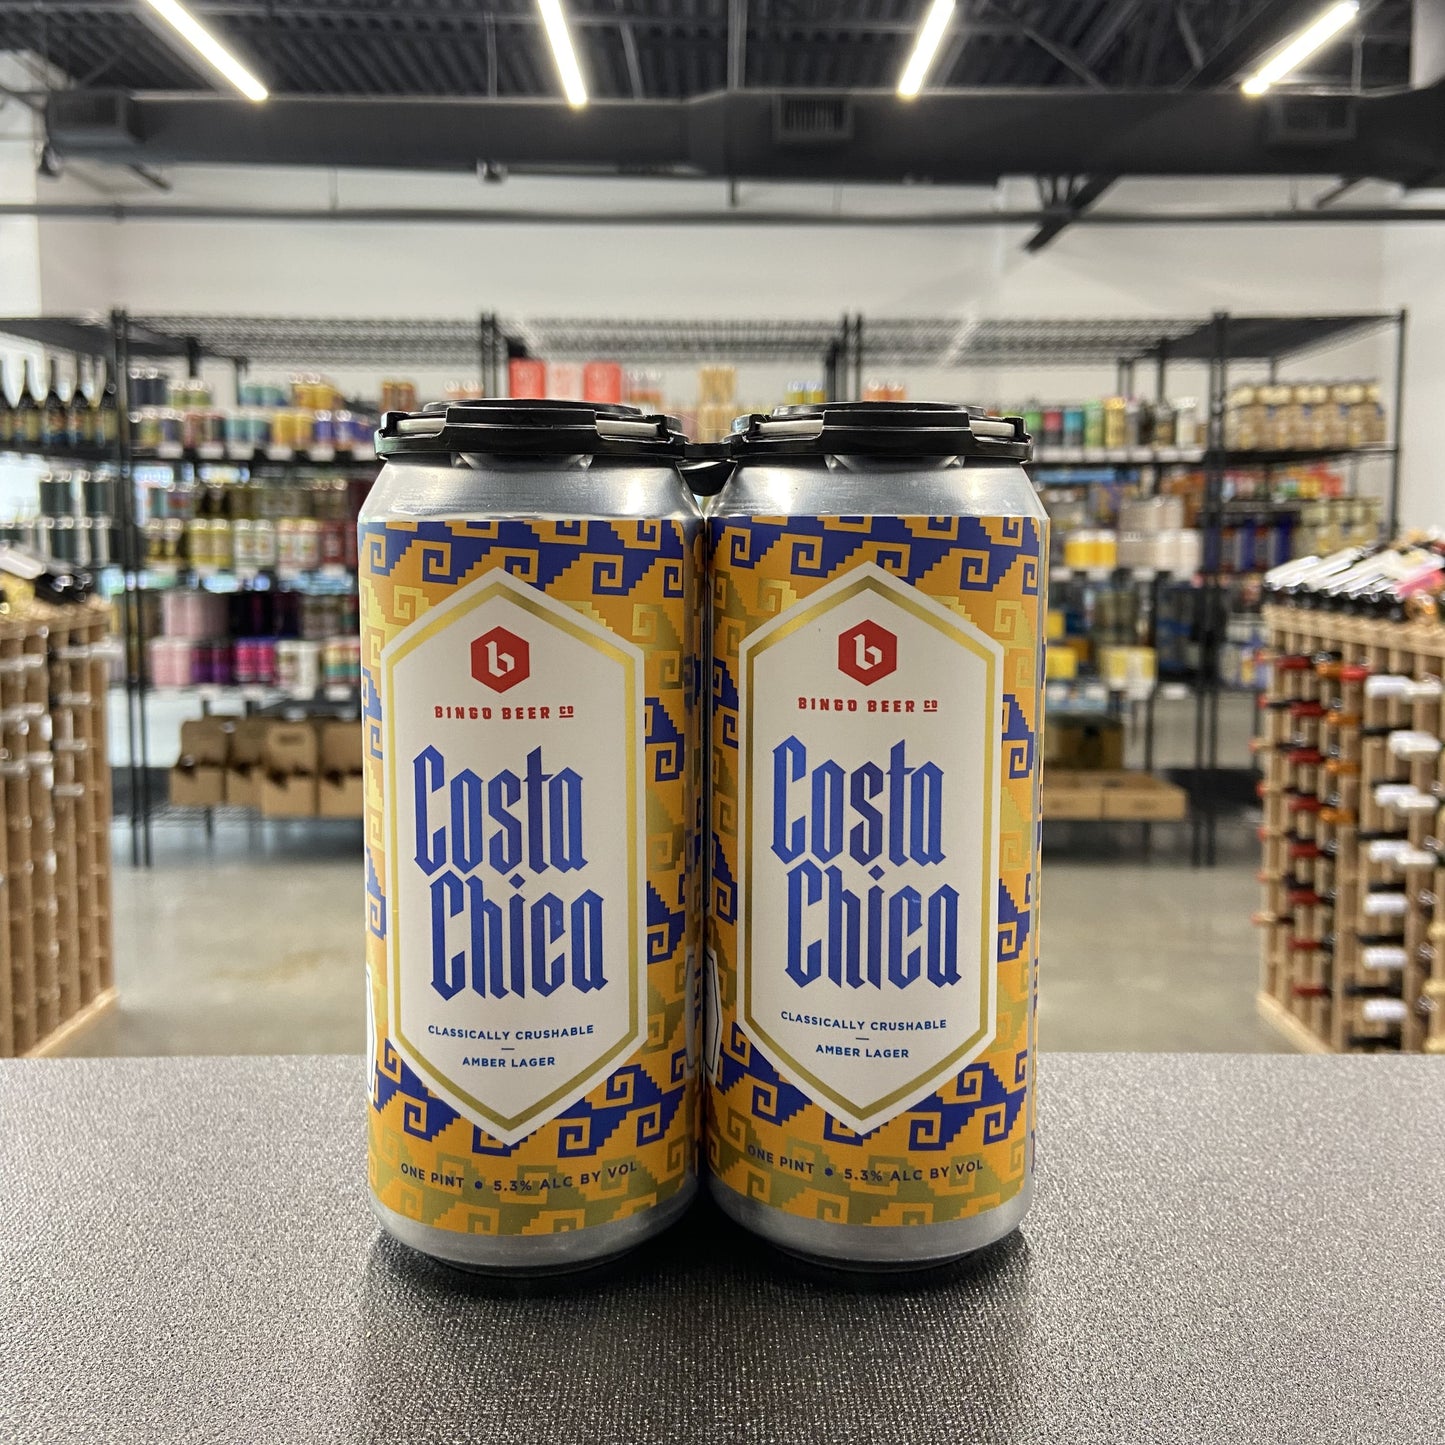 b
BINGO BEER CO
Costa
Chica
CLASSICALLY CRUSHABLE
AMBER LAGER
ONE PINT • 5.3% ALC BY VOL
b
BINGO BEER CO
Costa
Chica
CLASSICALLY CRUSHABLE
AMBER LAGER
ONE PINT • 5.3% ALC BY VOL